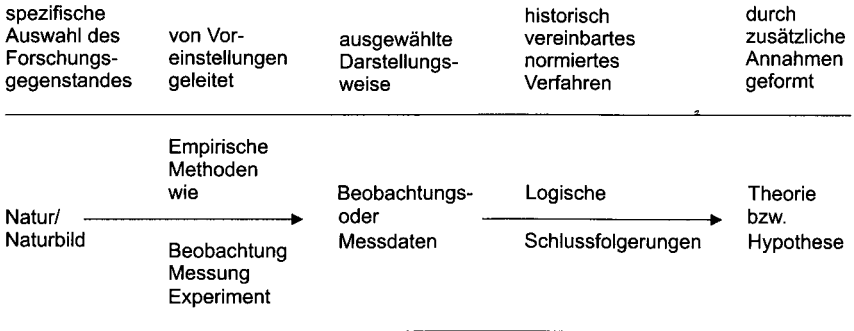 spezifische
Auswahl des
Forschungs-
gegenstandes
von Vor-
einstellungen
geleitet
ausgewählte
Darstellungs-
weise
historisch
vereinbartes
normiertes
Verfahren
durch
zusätzliche
Annahmen
geformt
Natur/
Naturbild
Empirische
Methoden
wie
Beobachtung
Messung
Experiment
Beobachtungs-
oder
Messdaten
Logische
Schlussfolgerungen
Theorie
bzw.
Hypothese